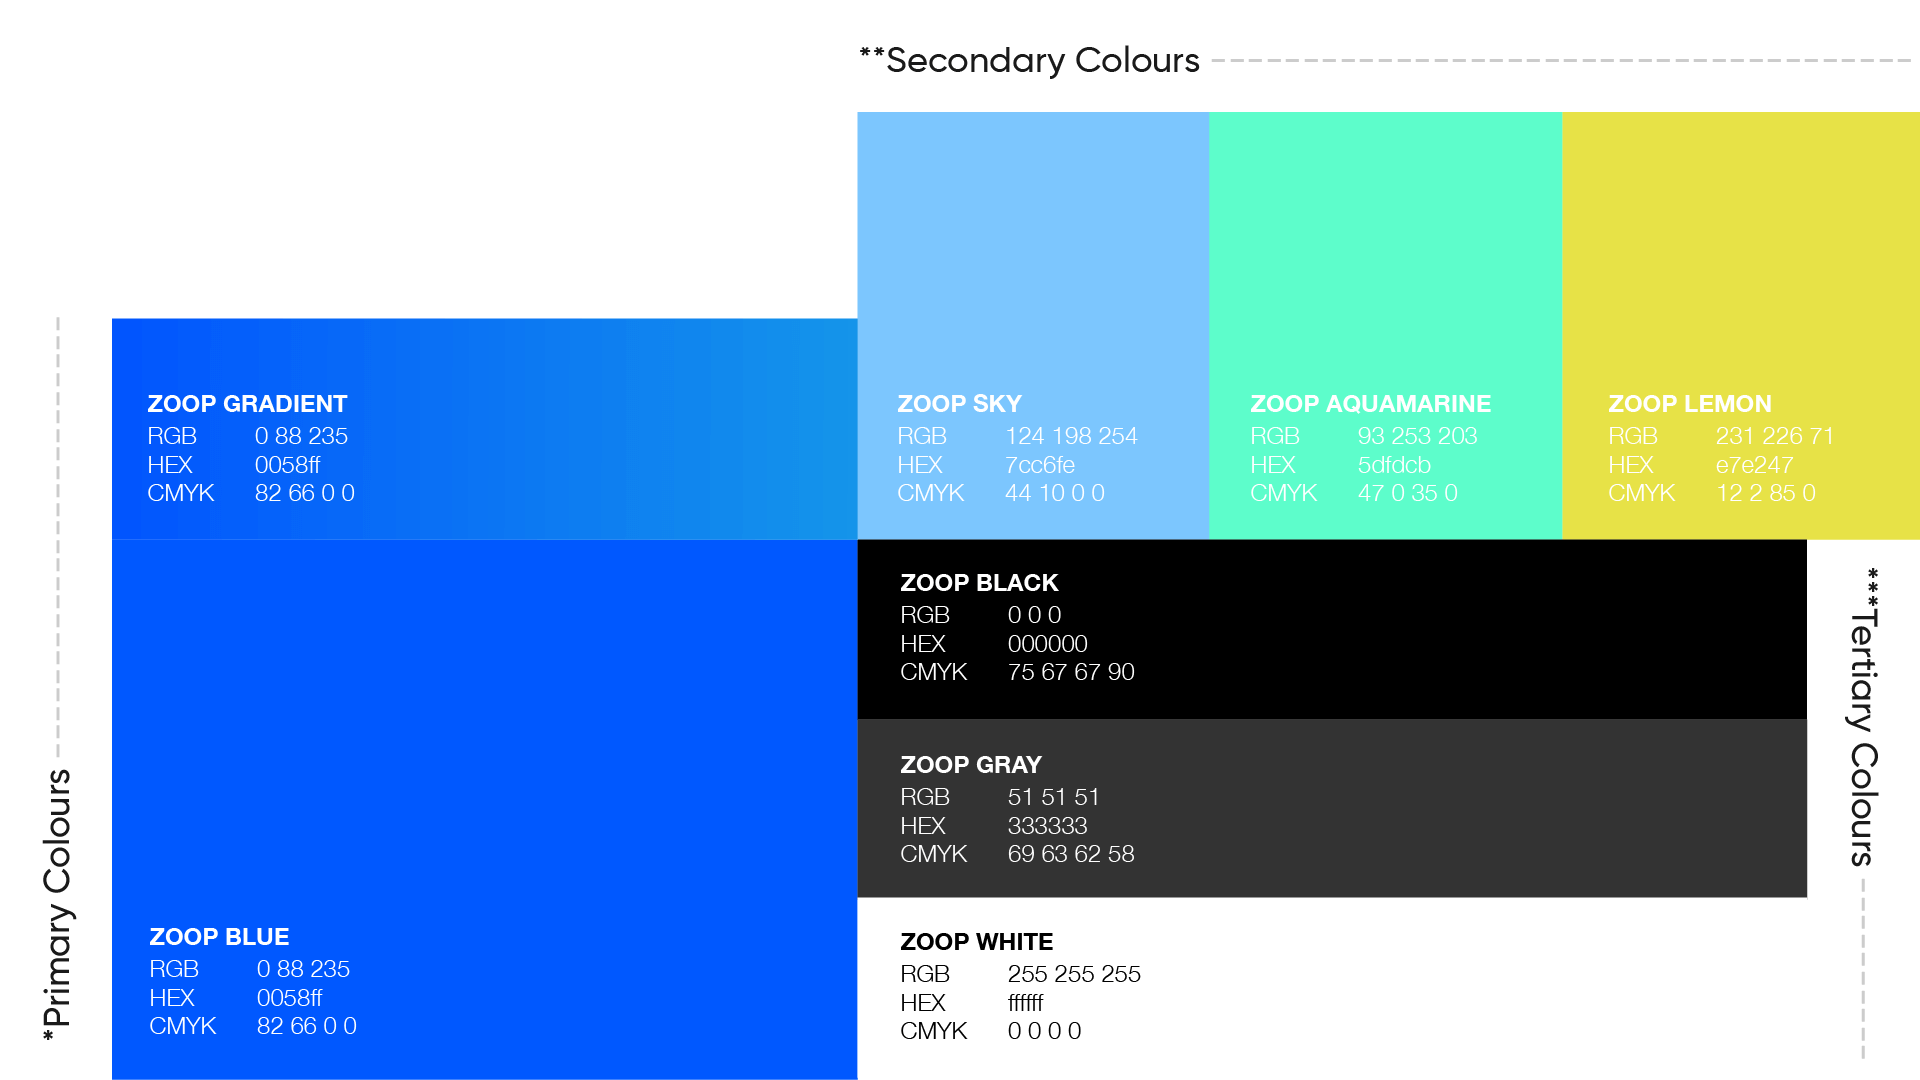 **Secondary Colours
*Primary Colours
ZOOP GRADIENT
RGB 0 88 235
HEX 0058ff
CMYK 82 66 0 0
ZOOP SKY
RGB 124 198 254
HEX 7cc6fe
CMYK 44 10 0 0
ZOOP AQUAMARINE
RGB 93 253 203
HEX 5dfdcb
CMYK 47 0 35 0
ZOOP LEMON
RGB 231 226 71
HEX e7e247
CMYK 12 2 85 0
ZOOP BLUE
RGB 0 88 235
HEX 0058ff
CMYK 82 66 0 0
ZOOP BLACK
RGB 0 0 0
HEX 000000
CMYK 75 67 67 90
ZOOP GRAY
RGB 51 51 51
HEX 333333
CMYK 69 63 62 58
ZOOP WHITE
RGB 255 255 255
HEX ffffff
CMYK 0 0 0 0
***Tertiary Colours